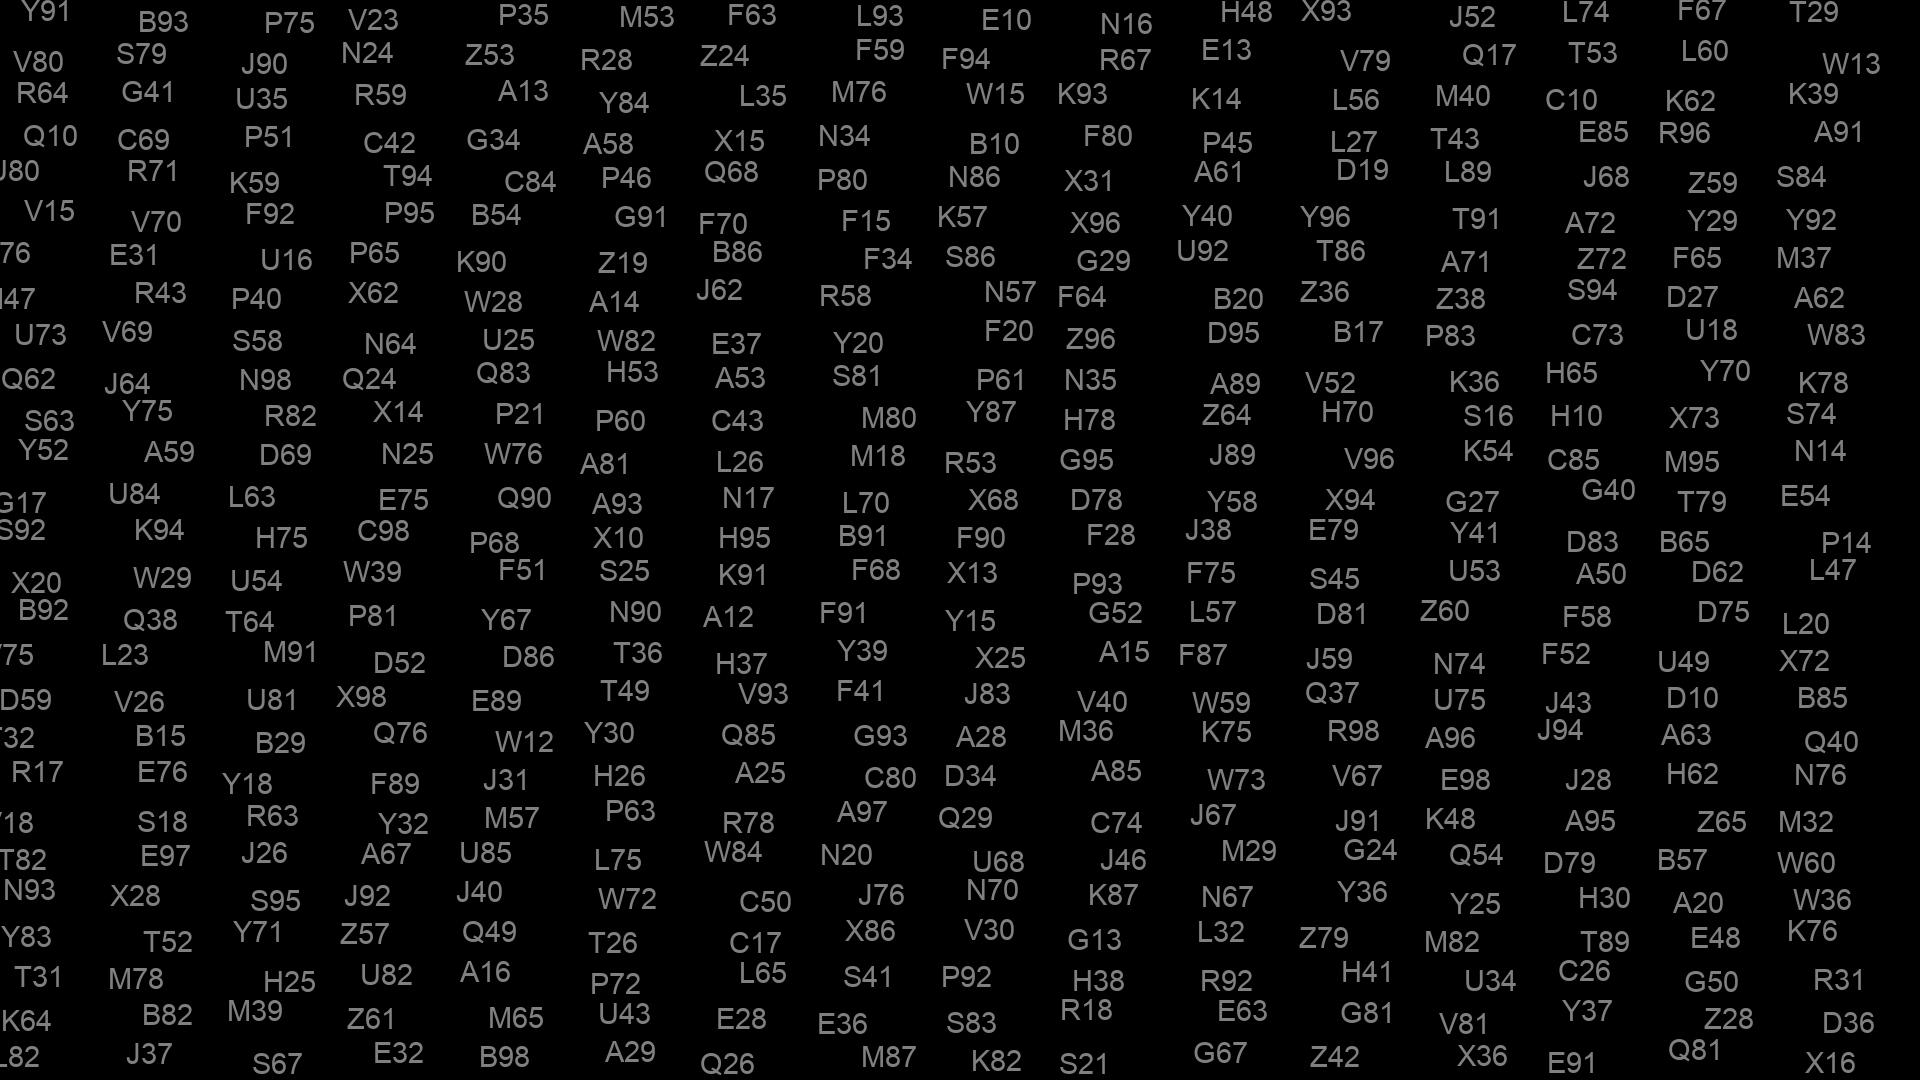 Y91 B93 P75 V23 P35 M53 F63 L93 E10 N16 H48 X93 J52 L74 F67 T29
V80 S79 J90 N24 Z53 R28 Z24 F59 F94 R67 E13 V79 Q17 T53 L60 W13
R64 G41 U35 R59 A13 Y84 L35 M76 W15 K93 K14 L56 M40 C10 K62 K39
Q10 C69 P51 C42 G34 A58 X15 N34 B10 F80 P45 L27 T43 E85 R96 A91
J80 R71 K59 T94 C84 P46 Q68 P80 N86 X31 A61 D19 L89 J68 Z59 S84
V15 V70 F92 P95 B54 G91 F70 F15 K57 X96 Y40 Y96 T91 A72 Y29 Y92
76 E31 U16 P65 K90 Z19 B86 F34 S86 G29 U92 T86 A71 Z72 F65 M37
47 R43 P40 X62 W28 A14 J62 R58 N57 F64 B20 Z36 Z38 S94 D27 A62
U73 V69 S58 N64 U25 W82 E37 Y20 F20 Z96 D95 B17 P83 C73 U18 W83
Q62 J64 N98 Q24 Q83 H53 A53 S81 P61 N35 A89 V52 K36 H65 Y70 K78
S63 Y75 R82 X14 P21 P60 C43 M80 Y87 H78 Z64 H70 S16 H10 X73 S74
Y52 A59 D69 N25 W76 A81 L26 M18 R53 G95 J89 V96 K54 C85 M95 N14
G17 U84 L63 E75 Q90 A93 N17 L70 X68 D78 Y58 X94 G27 G40 T79 E54
S92 K94 H75 C98 P68 X10 H95 B91 F90 F28 J38 E79 Y41 D83 B65 P14
X20 W29 U54 W39 F51 S25 K91 F68 X13 P93 F75 S45 U53 A50 D62 L47
B92 Q38 T64 P81 Y67 N90 A12 F91 Y15 G52 L57 D81 Z60 F58 D75 L20
75 L23 M91 D52 D86 T36 H37 Y39 X25 A15 F87 J59 N74 F52 U49 X72
D59 V26 U81 X98 E89 T49 V93 F41 J83 V40 W59 Q37 U75 J43 D10 B85
32 B15 B29 Q76 W12 Y30 Q85 G93 A28 M36 K75 R98 A96 J94 A63 Q40
R17 E76 Y18 F89 J31 H26 A25 C80 D34 A85 W73 V67 E98 J28 H62 N76
18 S18 R63 Y32 M57 P63 R78 A97 Q29 C74 J67 J91 K48 A95 Z65 M32
T82 E97 J26 A67 U85 L75 W84 N20 U68 J46 M29 G24 Q54 D79 B57 W60
N93 X28 S95 J92 J40 W72 C50 J76 N70 K87 N67 Y36 Y25 H30 A20 W36
Y83 T52 Y71 Z57 Q49 T26 C17 X86 V30 G13 L32 Z79 M82 T89 E48 K76
T31 M78 H25 U82 A16 P72 L65 S41 P92 H38 R92 H41 U34 C26 G50 R31
K64 B82 M39 Z61 M65 U43 E28 E36 S83 R18 E63 G81 V81 Y37 Z28 D36
L82 J37 S67 E32 B98 A29 Q26 M87 K82 S21 G67 Z42 X36 E91 Q81 X16